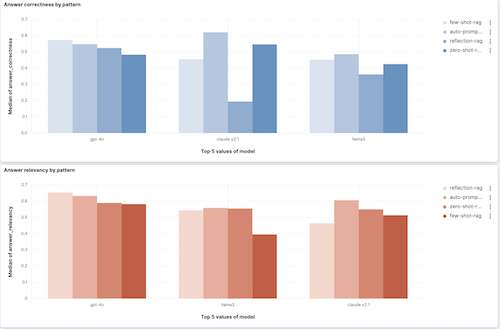 Answer correctness by pattern
0.7
0.6
0.5
0.4
0.3
0.2
0.1
0
Median of answer_correctness
gpt-4o
claude-v2:1
llama3
Top 5 values of model
few-shot-rag
auto-promp...
reflection-rag
zero-shot-r...
Answer relevancy by pattern
0.7
0.6
0.5
0.4
0.3
0.2
0.1
0
Median of answer_relevancy
gpt-4o
llama3
claude-v2:1
Top 5 values of model
reflection-rag
auto-promp...
zero-shot-r...
few-shot-rag